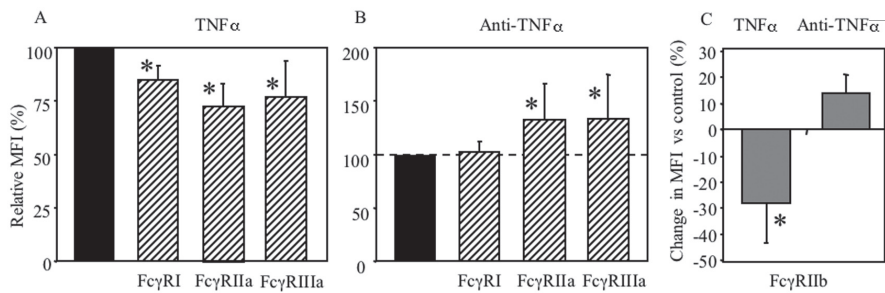 A
TNFα
Relative MFI (%)
100
75
50
25
0
FcγRI
FcγRIIa
FcγRIIIa
*
*
*
B
Anti-TNFα
200
150
100
50
0
FcγRI
FcγRIIa
FcγRIIIa
*
*
C
TNFα
Anti-TNFα
Change in MFI vs control (%)
30
20
10
0
-10
-20
-30
-40
-50
*
FcγRIIb